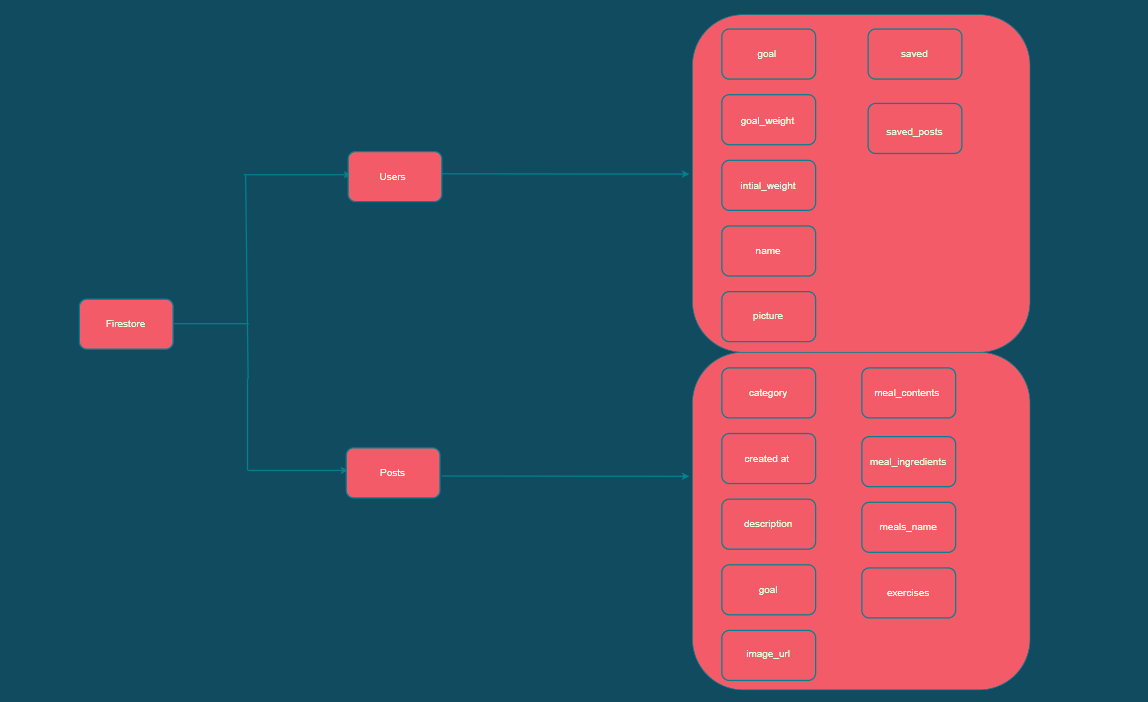 Firestore
Users
Posts
goal
goal_weight
intial_weight
name
picture
saved
saved_posts
category
created at
description
goal
image_url
meal_contents
meal_ingredients
meals_name
exercises